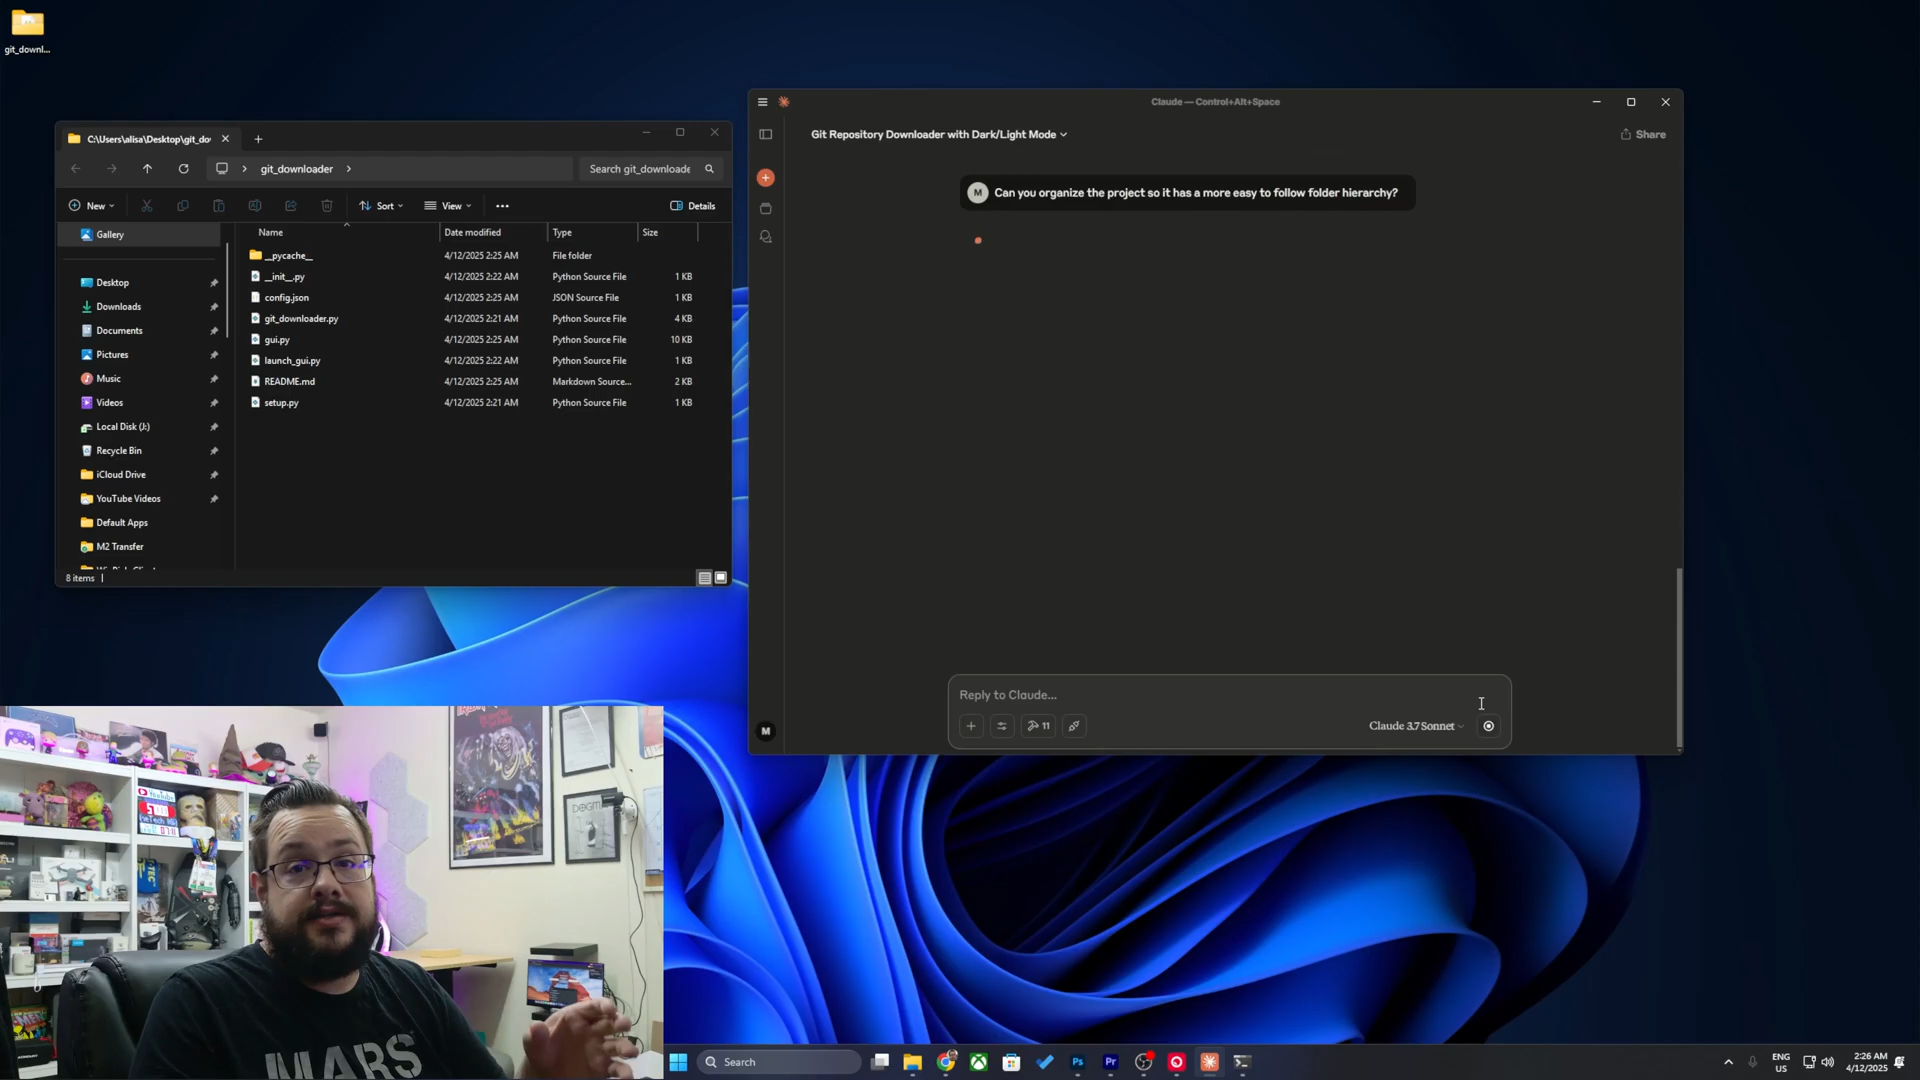 git_downl...
C:\Users\alisa\Desktop\git_do
git_downloader
Search git_downloade
New
Sort
View
Details
Name
Date modified
Type
Size
Gallery
Desktop
Downloads
Documents
Pictures
Music
Videos
Local Disk (J:)
Recycle Bin
iCloud Drive
YouTube Videos
Default Apps
M2 Transfer
__pycache__ 4/12/2025 2:25 AM File folder
__init__.py 4/12/2025 2:22 AM Python Source File 1 KB
config.json 4/12/2025 2:25 AM JSON Source File 1 KB
git_downloader.py 4/12/2025 2:21 AM Python Source File 4 KB
gui.py 4/12/2025 2:25 AM Python Source File 10 KB
launch_gui.py 4/12/2025 2:22 AM Python Source File 1 KB
README.md 4/12/2025 2:25 AM Markdown Source... 2 KB
setup.py 4/12/2025 2:21 AM Python Source File 1 KB
8 items
Claude — Control+Alt+Space
Git Repository Downloader with Dark/Light Mode
Share
M Can you organize the project so it has a more easy to follow folder hierarchy?
Reply to Claude...
11
Claude 3.7 Sonnet
M
MARS
Search
Ps
Pr
ENG
US
2:26 AM
4/12/2025